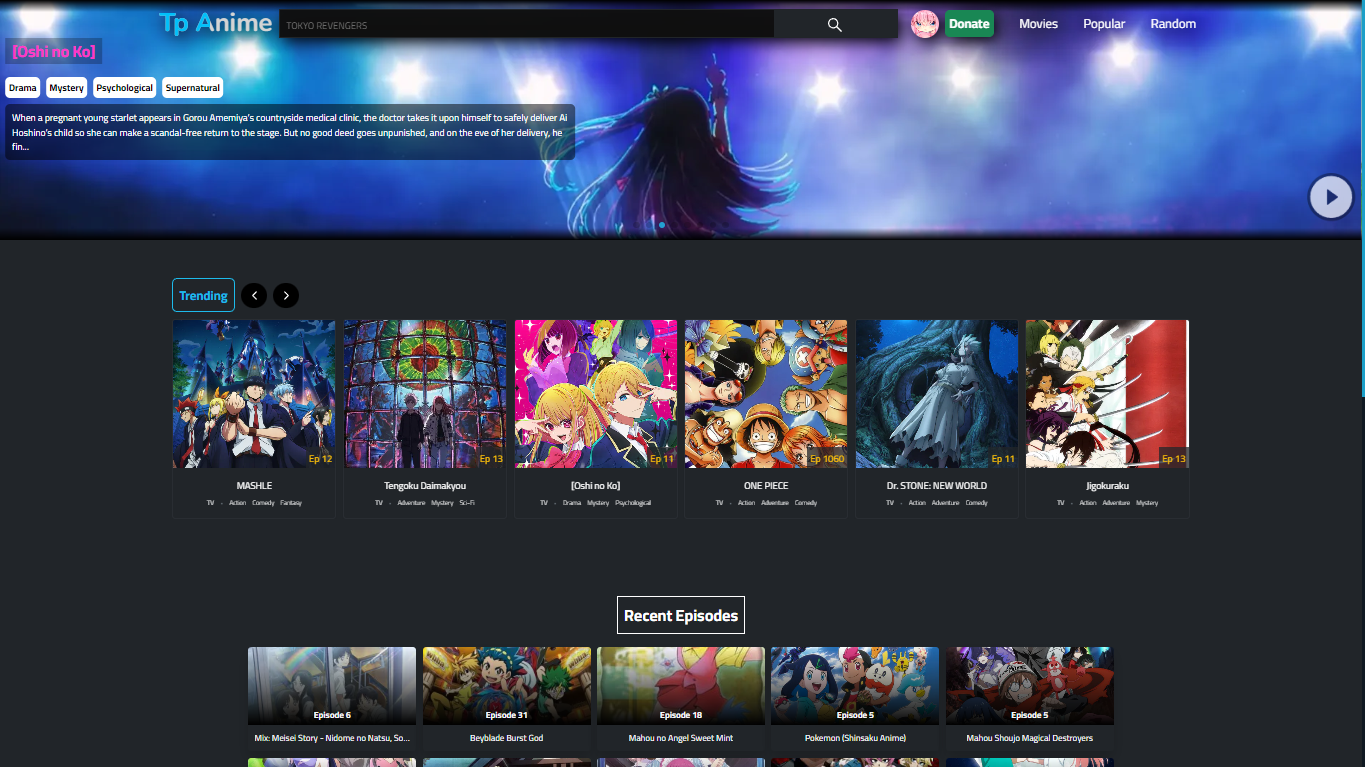 Tp Anime
TOKYO REVENGERS
Donate
Movies
Popular
Random
[Oshi no Ko]
Drama
Mystery
Psychological
Supernatural
When a pregnant young starlet appears in Gorou Amemiya's countryside medical clinic, the doctor takes it upon himself to safely deliver Ai
Hoshino's child so she can make a scandal-free return to the stage. But no good deed goes unpunished, and on the eve of her delivery, he
fin...
Trending
Ep 12
Ep 13
Ep 11
Ep 1060
Ep 11
Ep 13
MASHLE
Tengoku Daimakyou
[Oshi no Ko]
ONE PIECE
Dr. STONE: NEW WORLD
Jigokuraku
TV - Action Comedy Fantasy
TV - Adventure Mystery Sci-Fi
TV - Drama Mystery Psychological
TV - Action Adventure Comedy
TV - Action Adventure Comedy
TV - Action Adventure Mystery
Recent Episodes
Episode 6
Episode 31
Episode 18
Episode 5
Episode 5
Mix: Meisei Story - Nidome no Natsu, So...
Beyblade Burst God
Mahou no Angel Sweet Mint
Pokemon (Shinsaku Anime)
Mahou Shoujo Magical Destroyers